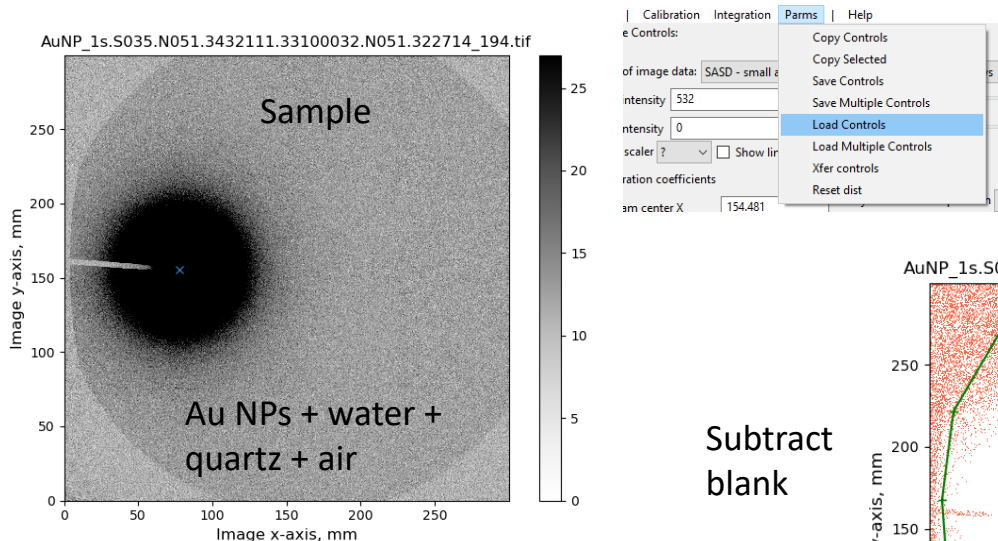 AuNP_1s.S035.N051.3432111.33100032.N051.322714_194.tif
Sample
Au NPs + water +
quartz + air
Image y-axis, mm
250
200
150
100
50
0
0 50 100 150 200 250
Image x-axis, mm
25
20
15
10
5
0
| Calibration Integration Parms | Help
e Controls:
of image data: SASD - small a
intensity 532
ntensity 0
scaler ? Show lin
ration coefficients
am center X 154.481
Copy Controls
Copy Selected
Save Controls
Save Multiple Controls
Load Controls
Load Multiple Controls
Xfer controls
Reset dist
Subtract
blank
AuNP_1s.S0
250
200
150
y-axis, mm